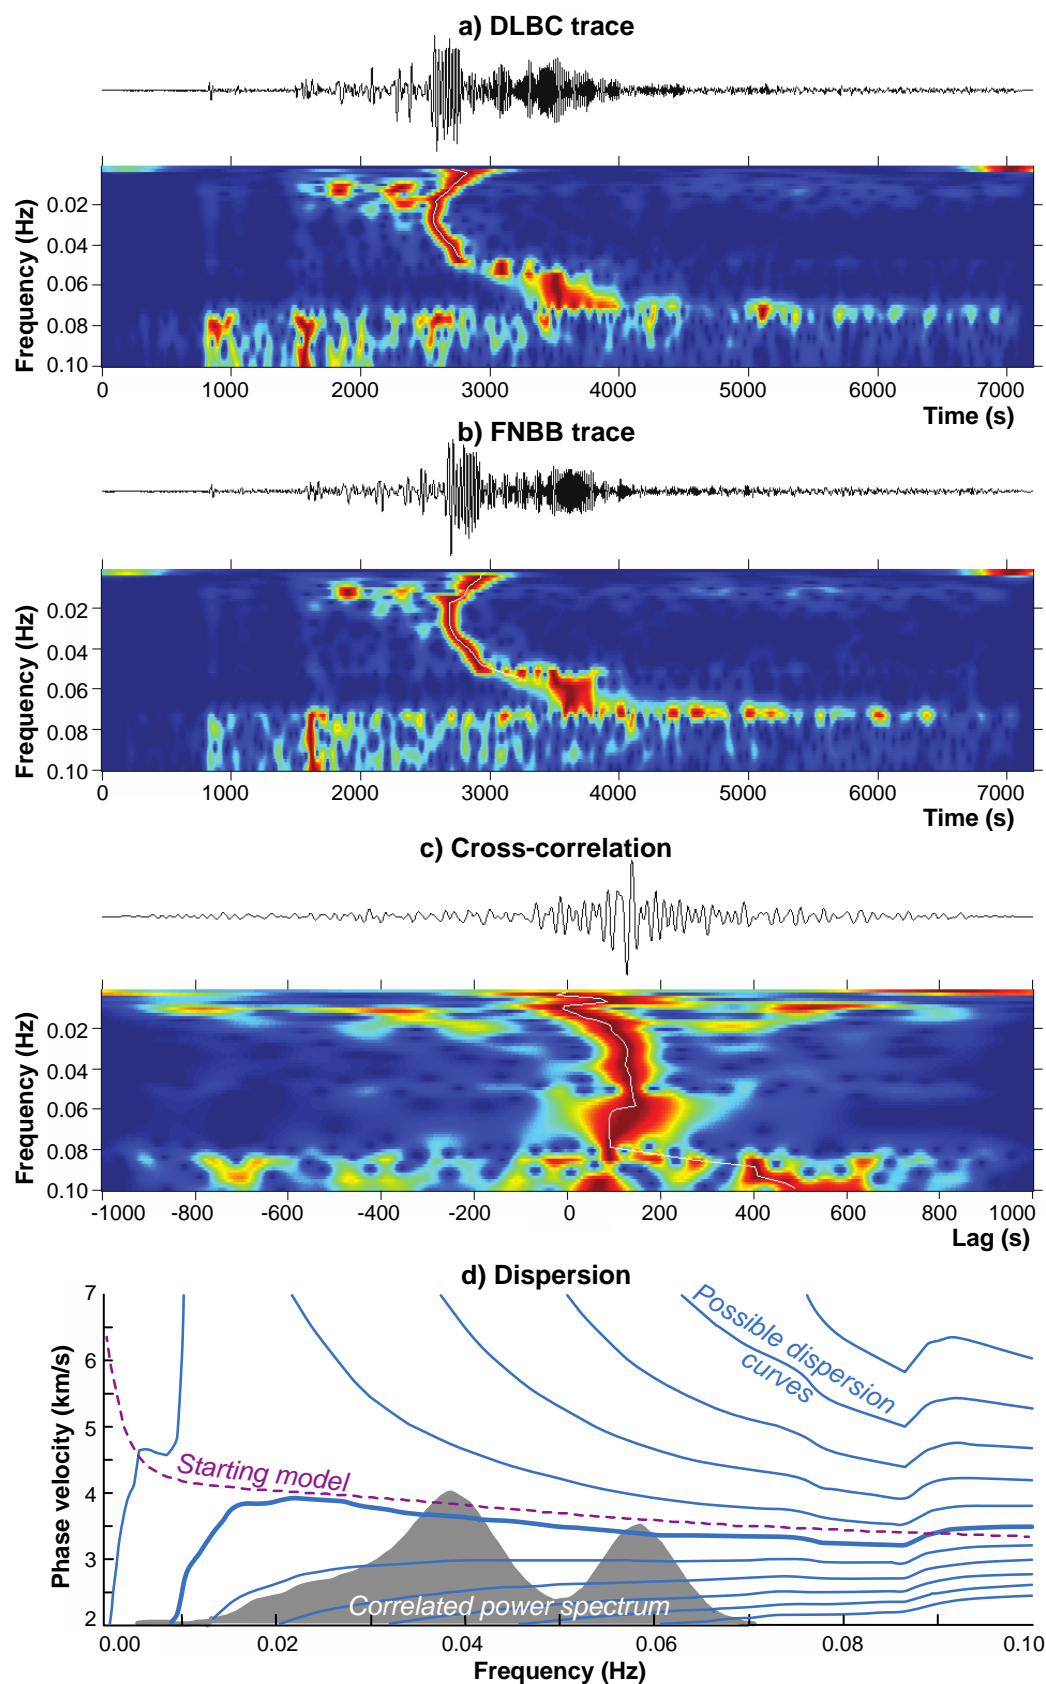 a) DLBC trace
Frequency (Hz)
0.02
0.04
0.06
0.08
0.10
0 1000 2000 3000 4000 5000 6000 7000
Time (s)
b) FNBB trace
Frequency (Hz)
0.02
0.04
0.06
0.08
0.10
0 1000 2000 3000 4000 5000 6000 7000
Time (s)
c) Cross-correlation
Frequency (Hz)
0.02
0.04
0.06
0.08
0.10
-1000 -800 -600 -400 -200 0 200 400 600 800 1000
Lag (s)
d) Dispersion
Phase velocity (km/s)
7
6
5
4
3
2
Possible dispersion
curves
Starting model
Correlated power spectrum
0.00 0.02 0.04 0.06 0.08 0.10
Frequency (Hz)